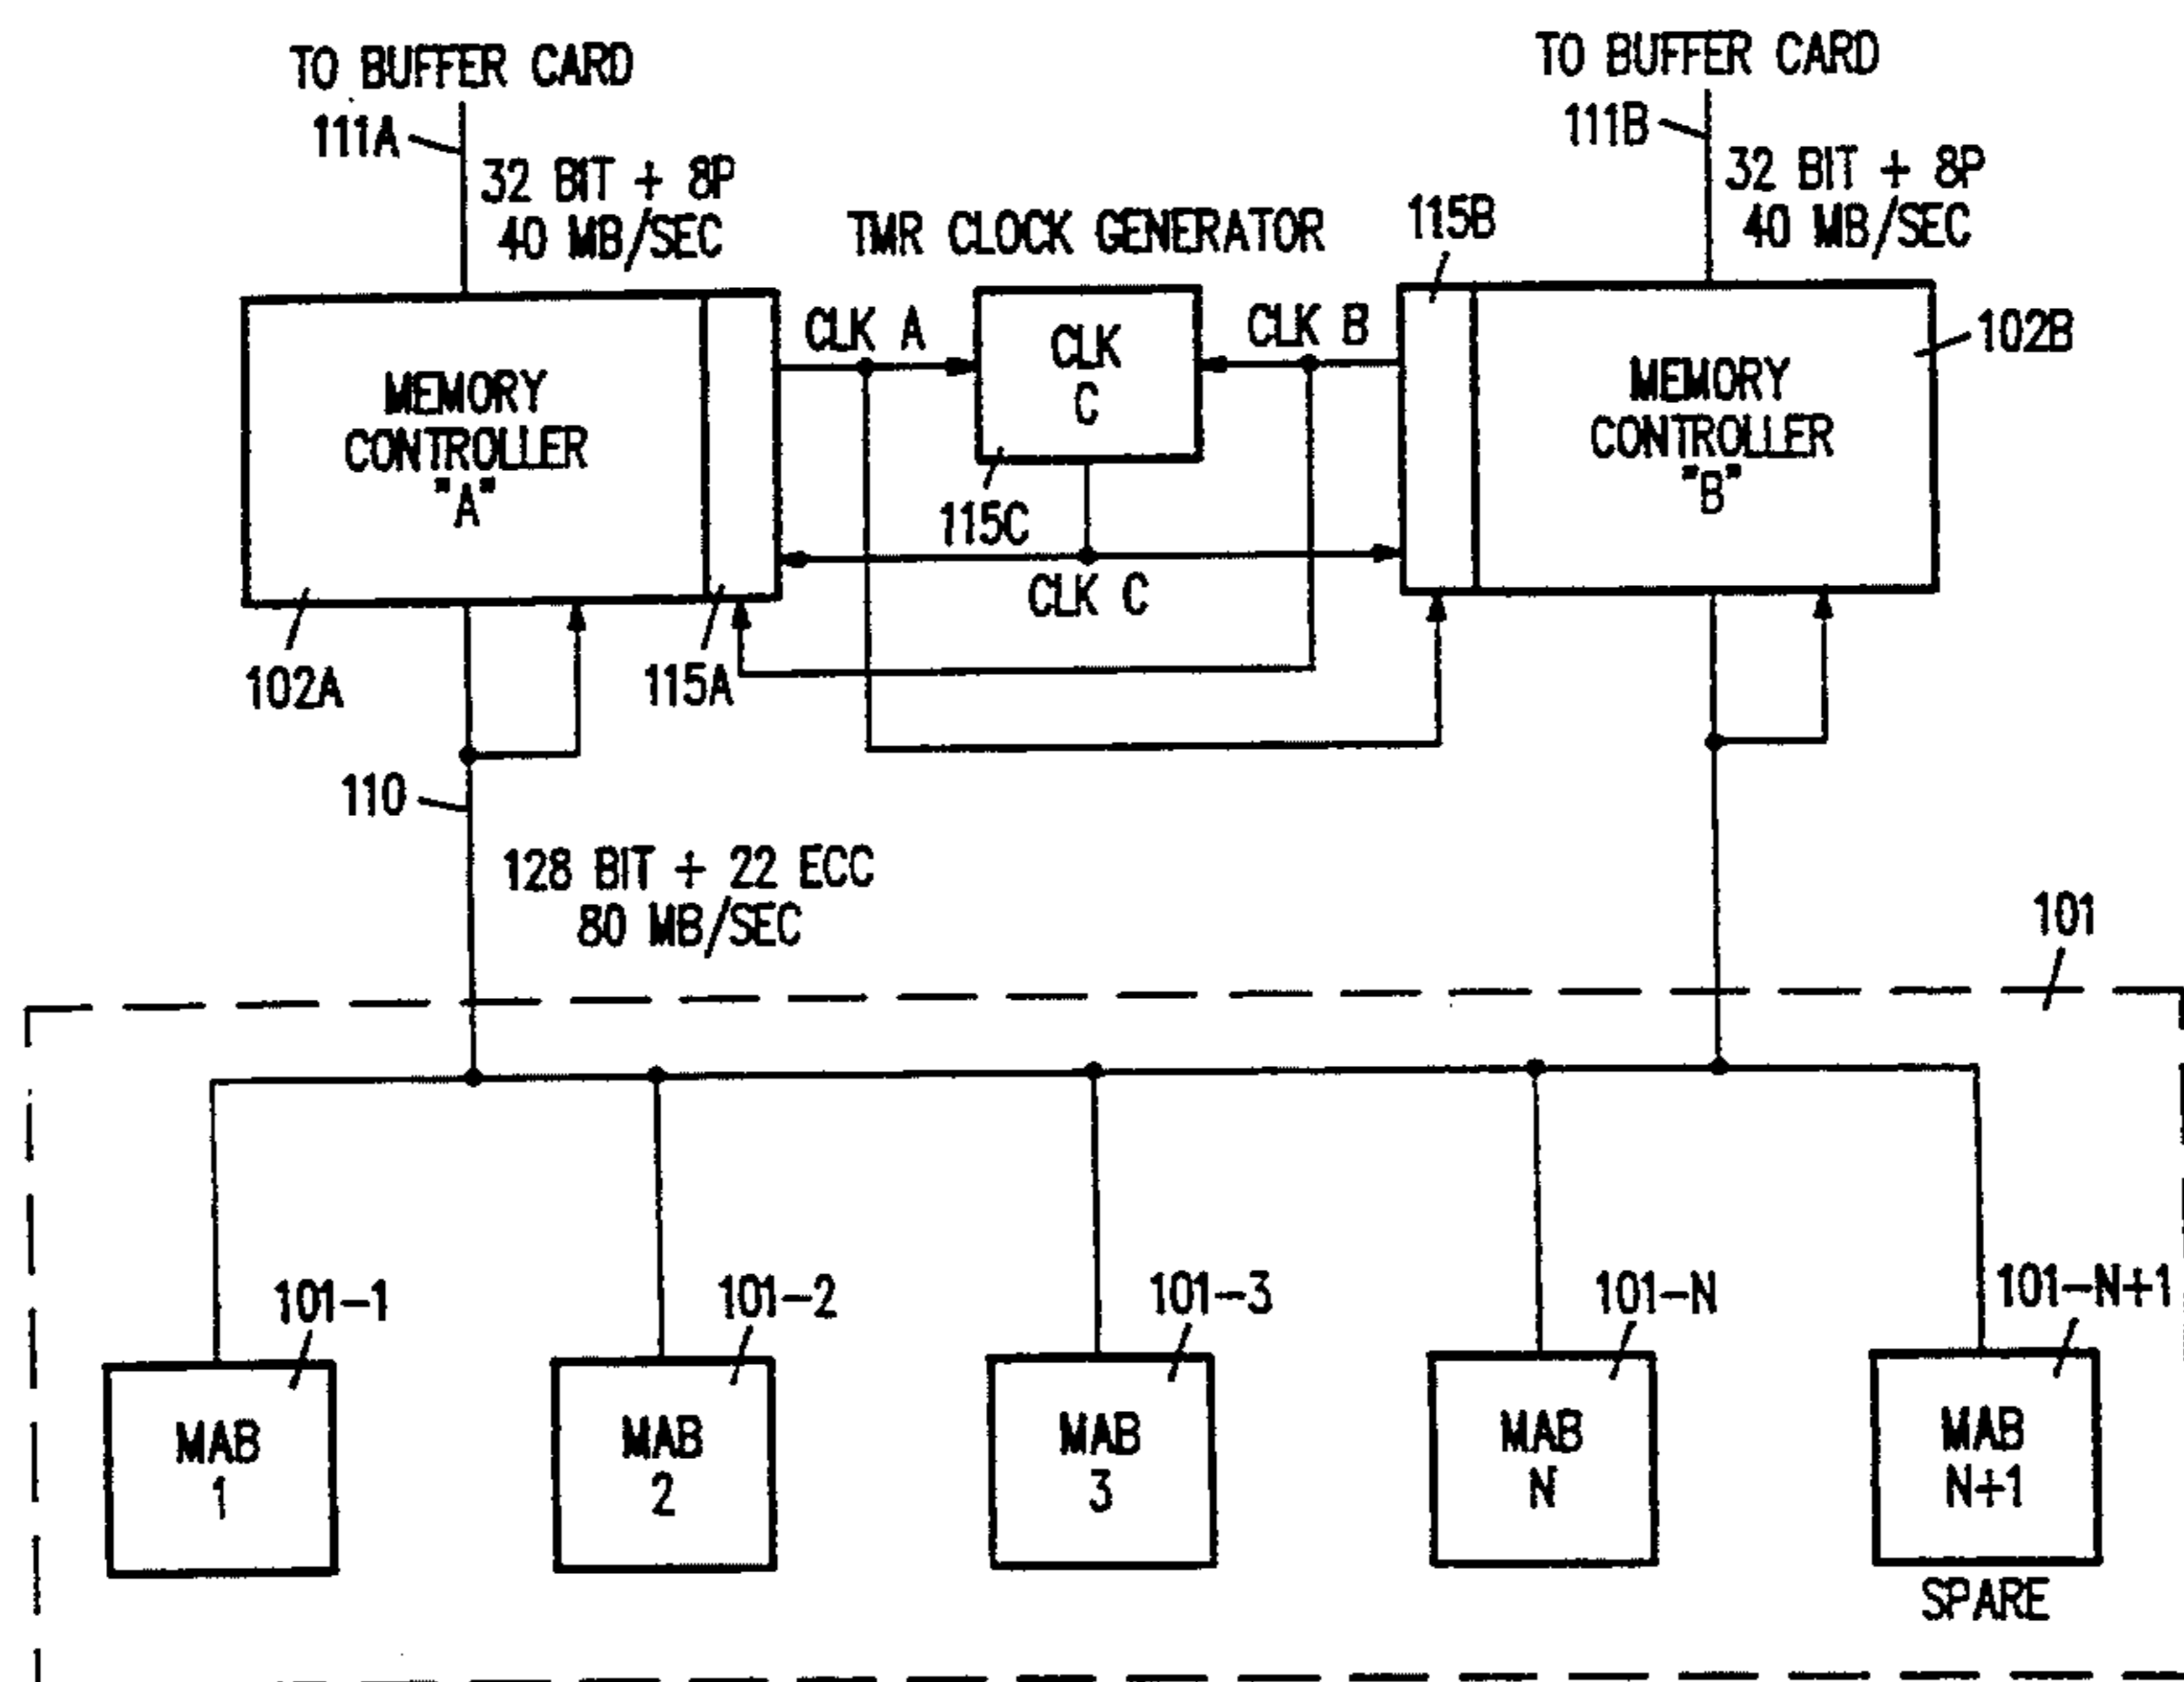 TO BUFFER CARD
111A
32 BIT + 8P
40 MB/SEC
TO BUFFER CARD
111B
32 BIT + 8P
40 MB/SEC
TMR CLOCK GENERATOR
115B
102B
MEMORY
CONTROLLER
"A"
CLK A
CLK
C
CLK B
MEMORY
CONTROLLER
"B"
115C
CLK C
102A
115A
110
128 BIT + 22 ECC
80 MB/SEC
101
101-1
101-2
101-3
101-N
101-N+1
MAB
1
MAB
2
MAB
3
MAB
N
MAB
N+1
SPARE